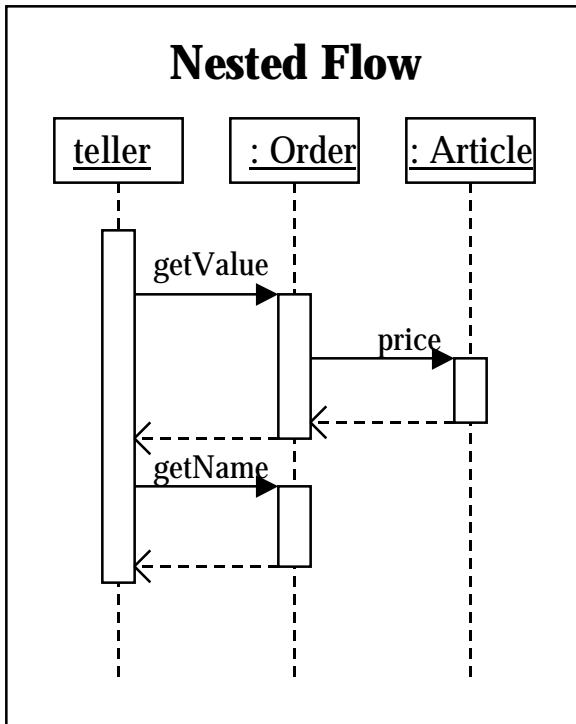 Nested Flow
teller : Order : Article
getValue
price
getName